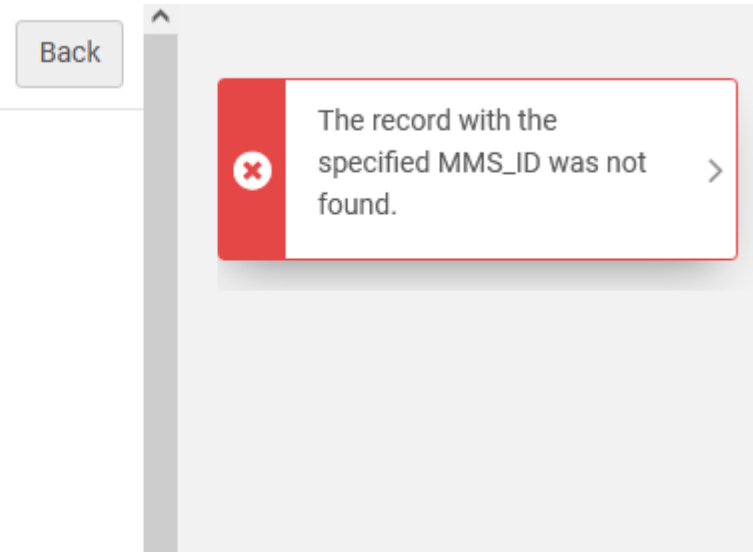 Back
The record with the
specified MMS_ID was not
found.